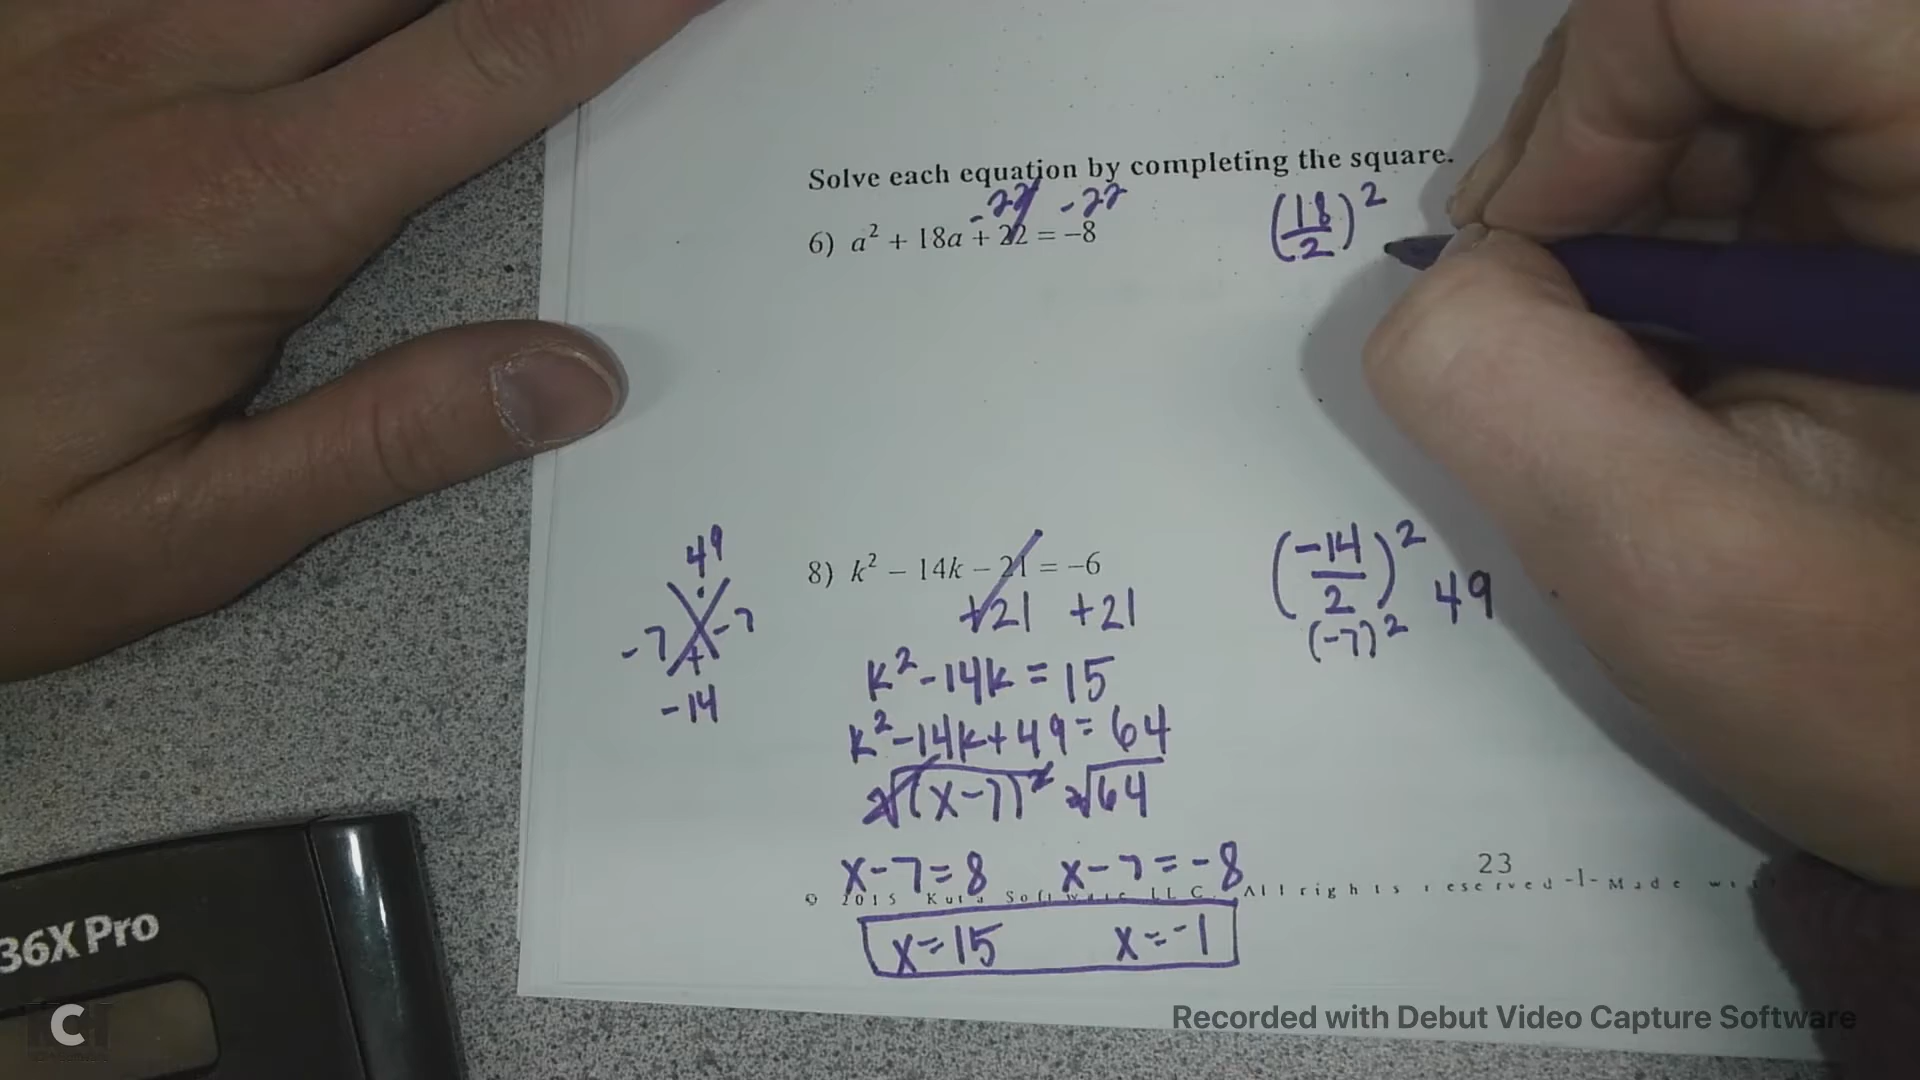 Solve each equation by completing the square.
-22 -22
6) a² + 18a + 22 = -8
(18/2)²
8) k² − 14k − 21 = −6
+21 +21
k²-14k = 15
k²-14k+49 = 64
2√(x-7)² 2√64
x-7=8 x-7=-8
x=15 x=-1
49
-7 -7
-14
(-14/2)²
49
(-7)²
23
© 2015 Kuta Software LLC. All rights reserved -1- Made
36X Pro
C
Recorded with Debut Video Capture Software